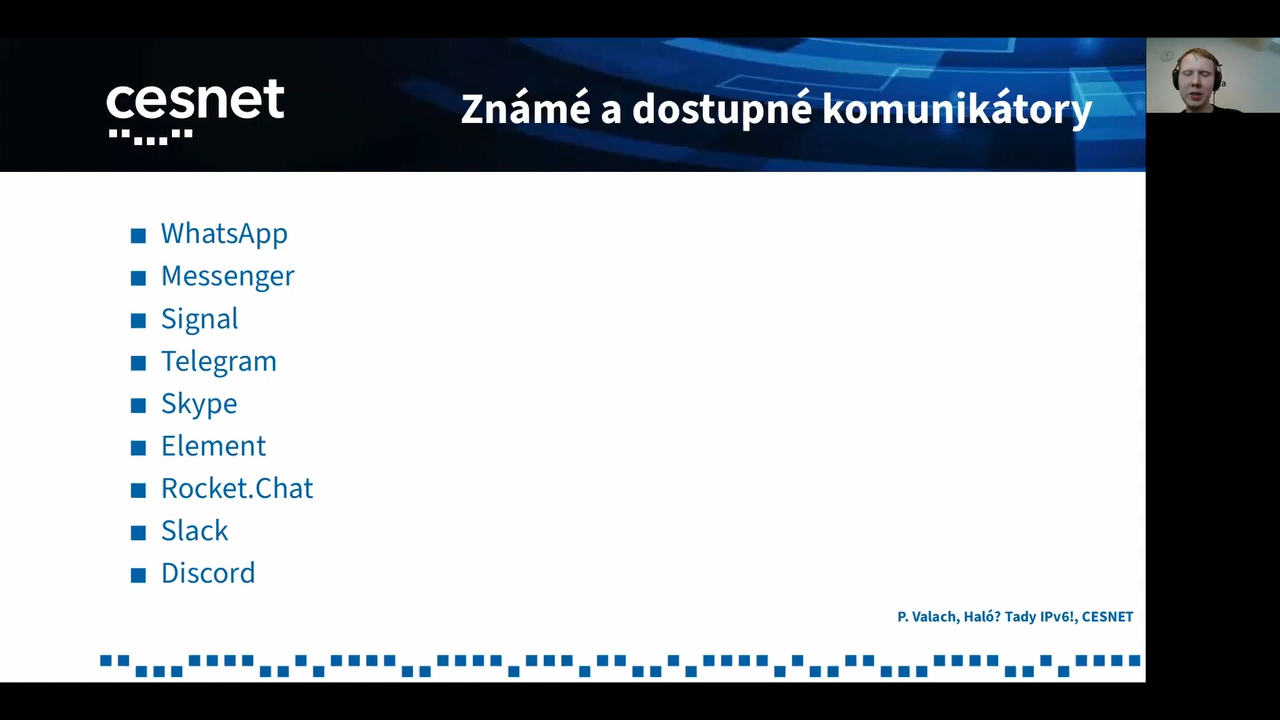 cesnet
Známé a dostupné komunikátory
WhatsApp
Messenger
Signal
Telegram
Skype
Element
Rocket.Chat
Slack
Discord
P. Valach, Haló? Tady IPv6!, CESNET